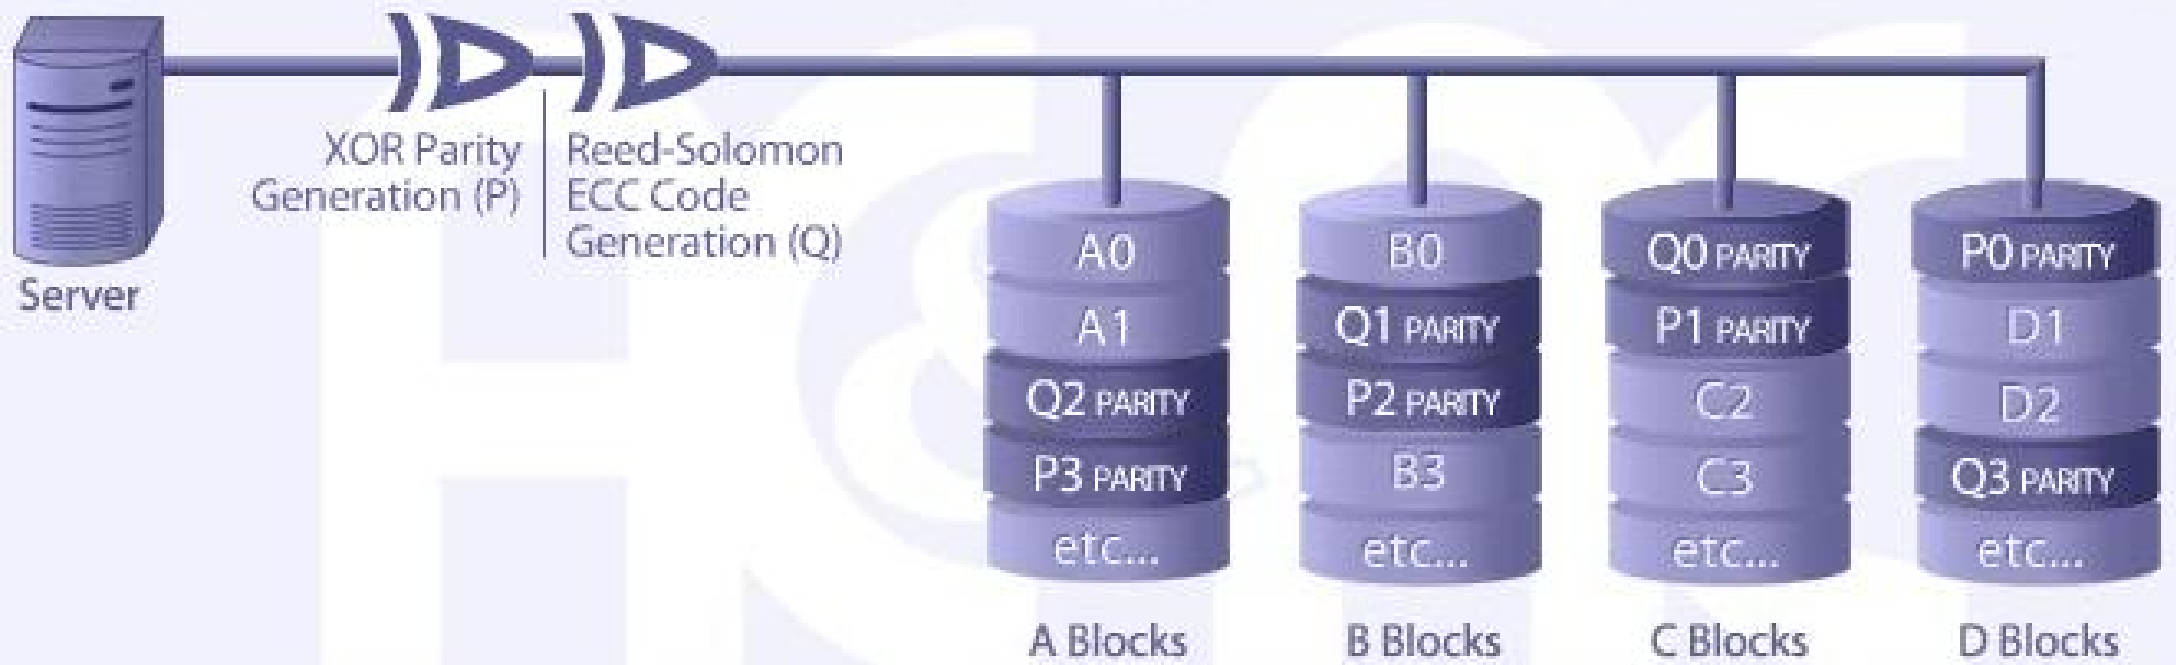 XOR Parity
Generation (P)
Reed-Solomon
ECC Code
Generation (Q)
Server
A0
A1
Q2 PARITY
P3 PARITY
etc...
A Blocks
B0
Q1 PARITY
P2 PARITY
B3
etc...
B Blocks
Q0 PARITY
P1 PARITY
C2
C3
etc...
C Blocks
P0 PARITY
D1
D2
Q3 PARITY
etc...
D Blocks